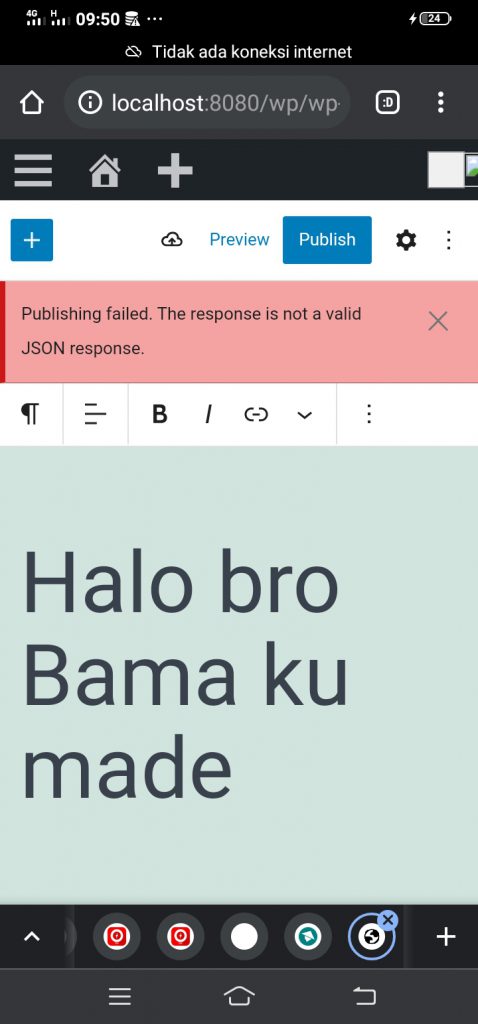 4G H 09:50 24
Tidak ada koneksi internet
localhost:8080/wp/wp-
:D
Preview Publish
Publishing failed. The response is not a valid
JSON response.
B I
Halo bro
Bama ku
made